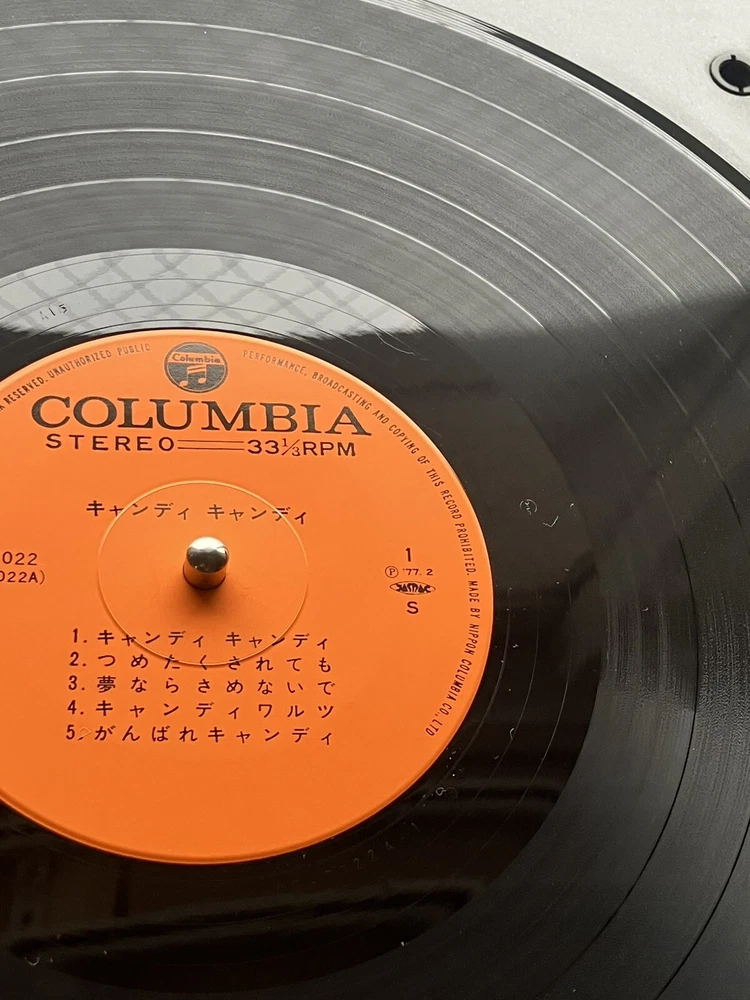 RESERVED. UNAUTHORIZED PUBLIC PERFORMANCE, BROADCASTING AND COPYING OF THIS RECORD PROHIBITED. MADE BY NIPPON COLUMBIA CO., LTD
Columbia
COLUMBIA
STEREO 33⅓RPM
キャンディ キャンディ
022
022A)
1
Ⓟ '77. 2
JASRAC
S
1. キャンディ キャンディ
2. つめたくされても
3. 夢ならさめないで
4. キャンディワルツ
5. がんばれキャンディ